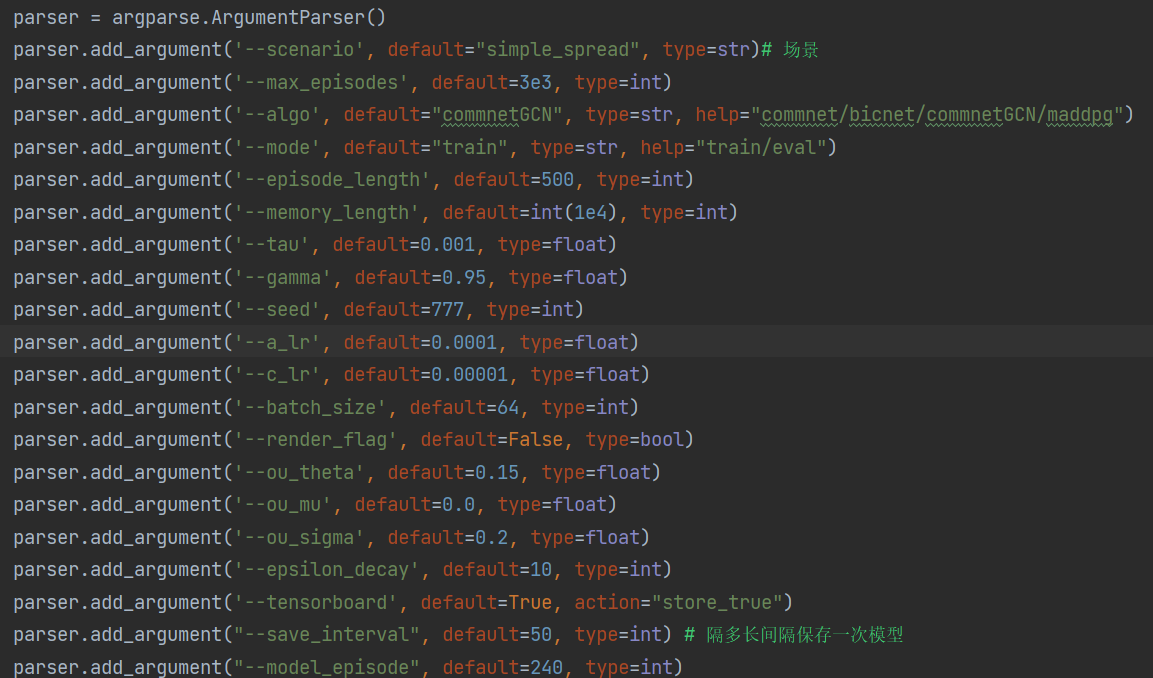 parser = argparse.ArgumentParser()
parser.add_argument('--scenario', default="simple_spread", type=str)# 场景
parser.add_argument('--max_episodes', default=3e3, type=int)
parser.add_argument('--algo', default="commnetGCN", type=str, help="commnet/bicnet/commnetGCN/maddpg")
parser.add_argument('--mode', default="train", type=str, help="train/eval")
parser.add_argument('--episode_length', default=500, type=int)
parser.add_argument('--memory_length', default=int(1e4), type=int)
parser.add_argument('--tau', default=0.001, type=float)
parser.add_argument('--gamma', default=0.95, type=float)
parser.add_argument('--seed', default=777, type=int)
parser.add_argument('--a_lr', default=0.0001, type=float)
parser.add_argument('--c_lr', default=0.00001, type=float)
parser.add_argument('--batch_size', default=64, type=int)
parser.add_argument('--render_flag', default=False, type=bool)
parser.add_argument('--ou_theta', default=0.15, type=float)
parser.add_argument('--ou_mu', default=0.0, type=float)
parser.add_argument('--ou_sigma', default=0.2, type=float)
parser.add_argument('--epsilon_decay', default=10, type=int)
parser.add_argument('--tensorboard', default=True, action="store_true")
parser.add_argument("--save_interval", default=50, type=int) # 隔多长间隔保存一次模型
parser.add_argument("--model_episode", default=240, type=int)